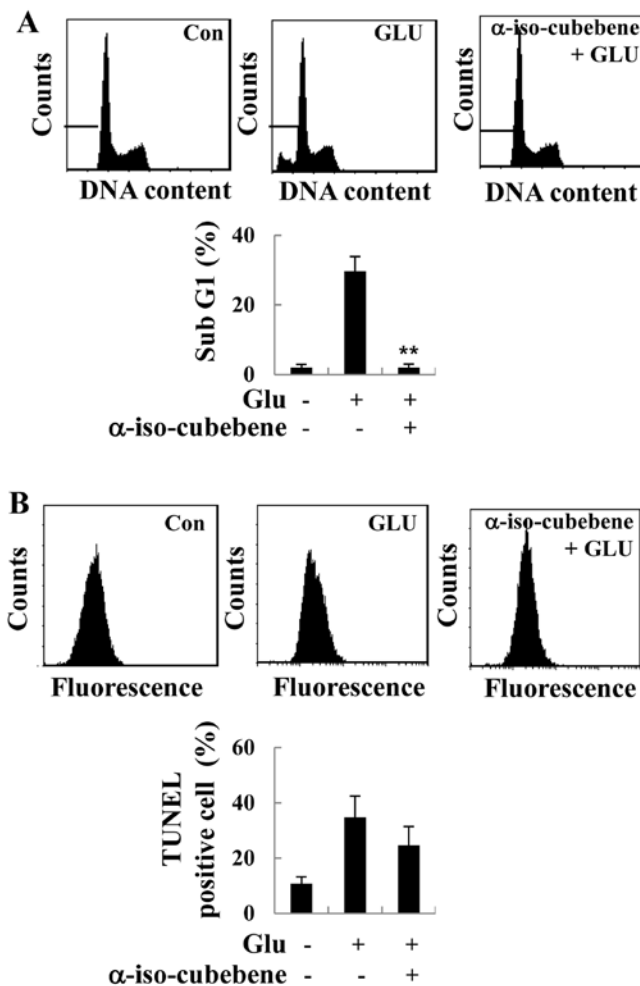 A
Con
GLU
α-iso-cubebene
+ GLU
Counts
Counts
Counts
DNA content
DNA content
DNA content
Sub G1 (%)
40
20
0
**
Glu - + +
α-iso-cubebene - - +
B
Con
GLU
α-iso-cubebene
+ GLU
Counts
Counts
Counts
Fluorescence
Fluorescence
Fluorescence
TUNEL
positive cell (%)
60
40
20
0
Glu - + +
α-iso-cubebene - - +